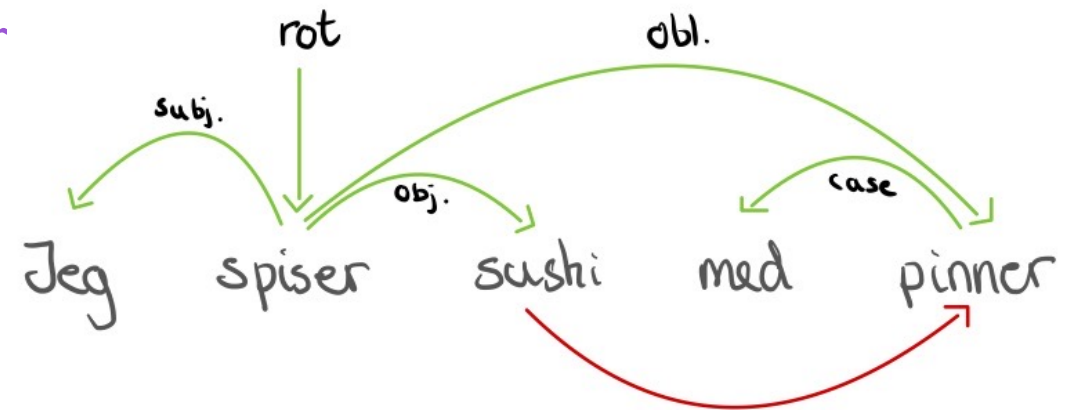 rot
obl.
subj.
obj.
case
Jeg spiser sushi med pinner